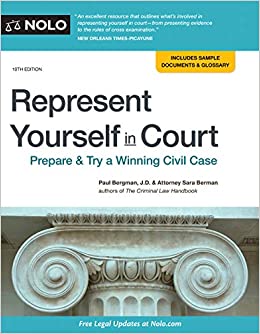 NOLO
"An excellent resource that outlines what's involved in
representing yourself in court—from presenting evidence
to the rules of cross examination."
NEW ORLEANS TIMES-PICAYUNE
10TH EDITION
INCLUDES SAMPLE
DOCUMENTS & GLOSSARY
Represent
Yourself in Court
Prepare & Try a Winning Civil Case
Paul Bergman, J.D. & Attorney Sara Berman
authors of The Criminal Law Handbook
Free Legal Updates at Nolo.com